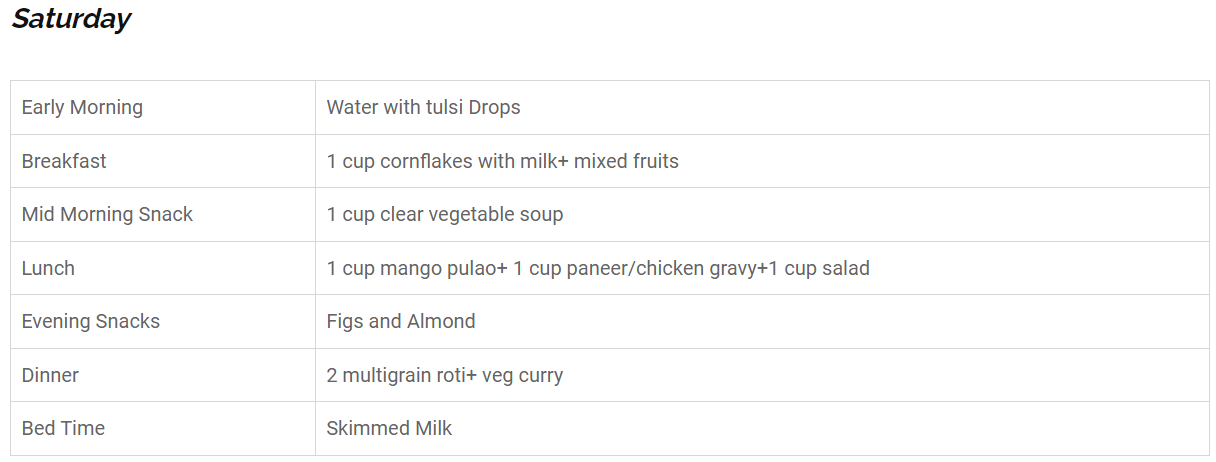 Saturday
Early Morning Water with tulsi Drops
Breakfast 1 cup cornflakes with milk+ mixed fruits
Mid Morning Snack 1 cup clear vegetable soup
Lunch 1 cup mango pulao+ 1 cup paneer/chicken gravy+1 cup salad
Evening Snacks Figs and Almond
Dinner 2 multigrain roti+ veg curry
Bed Time Skimmed Milk